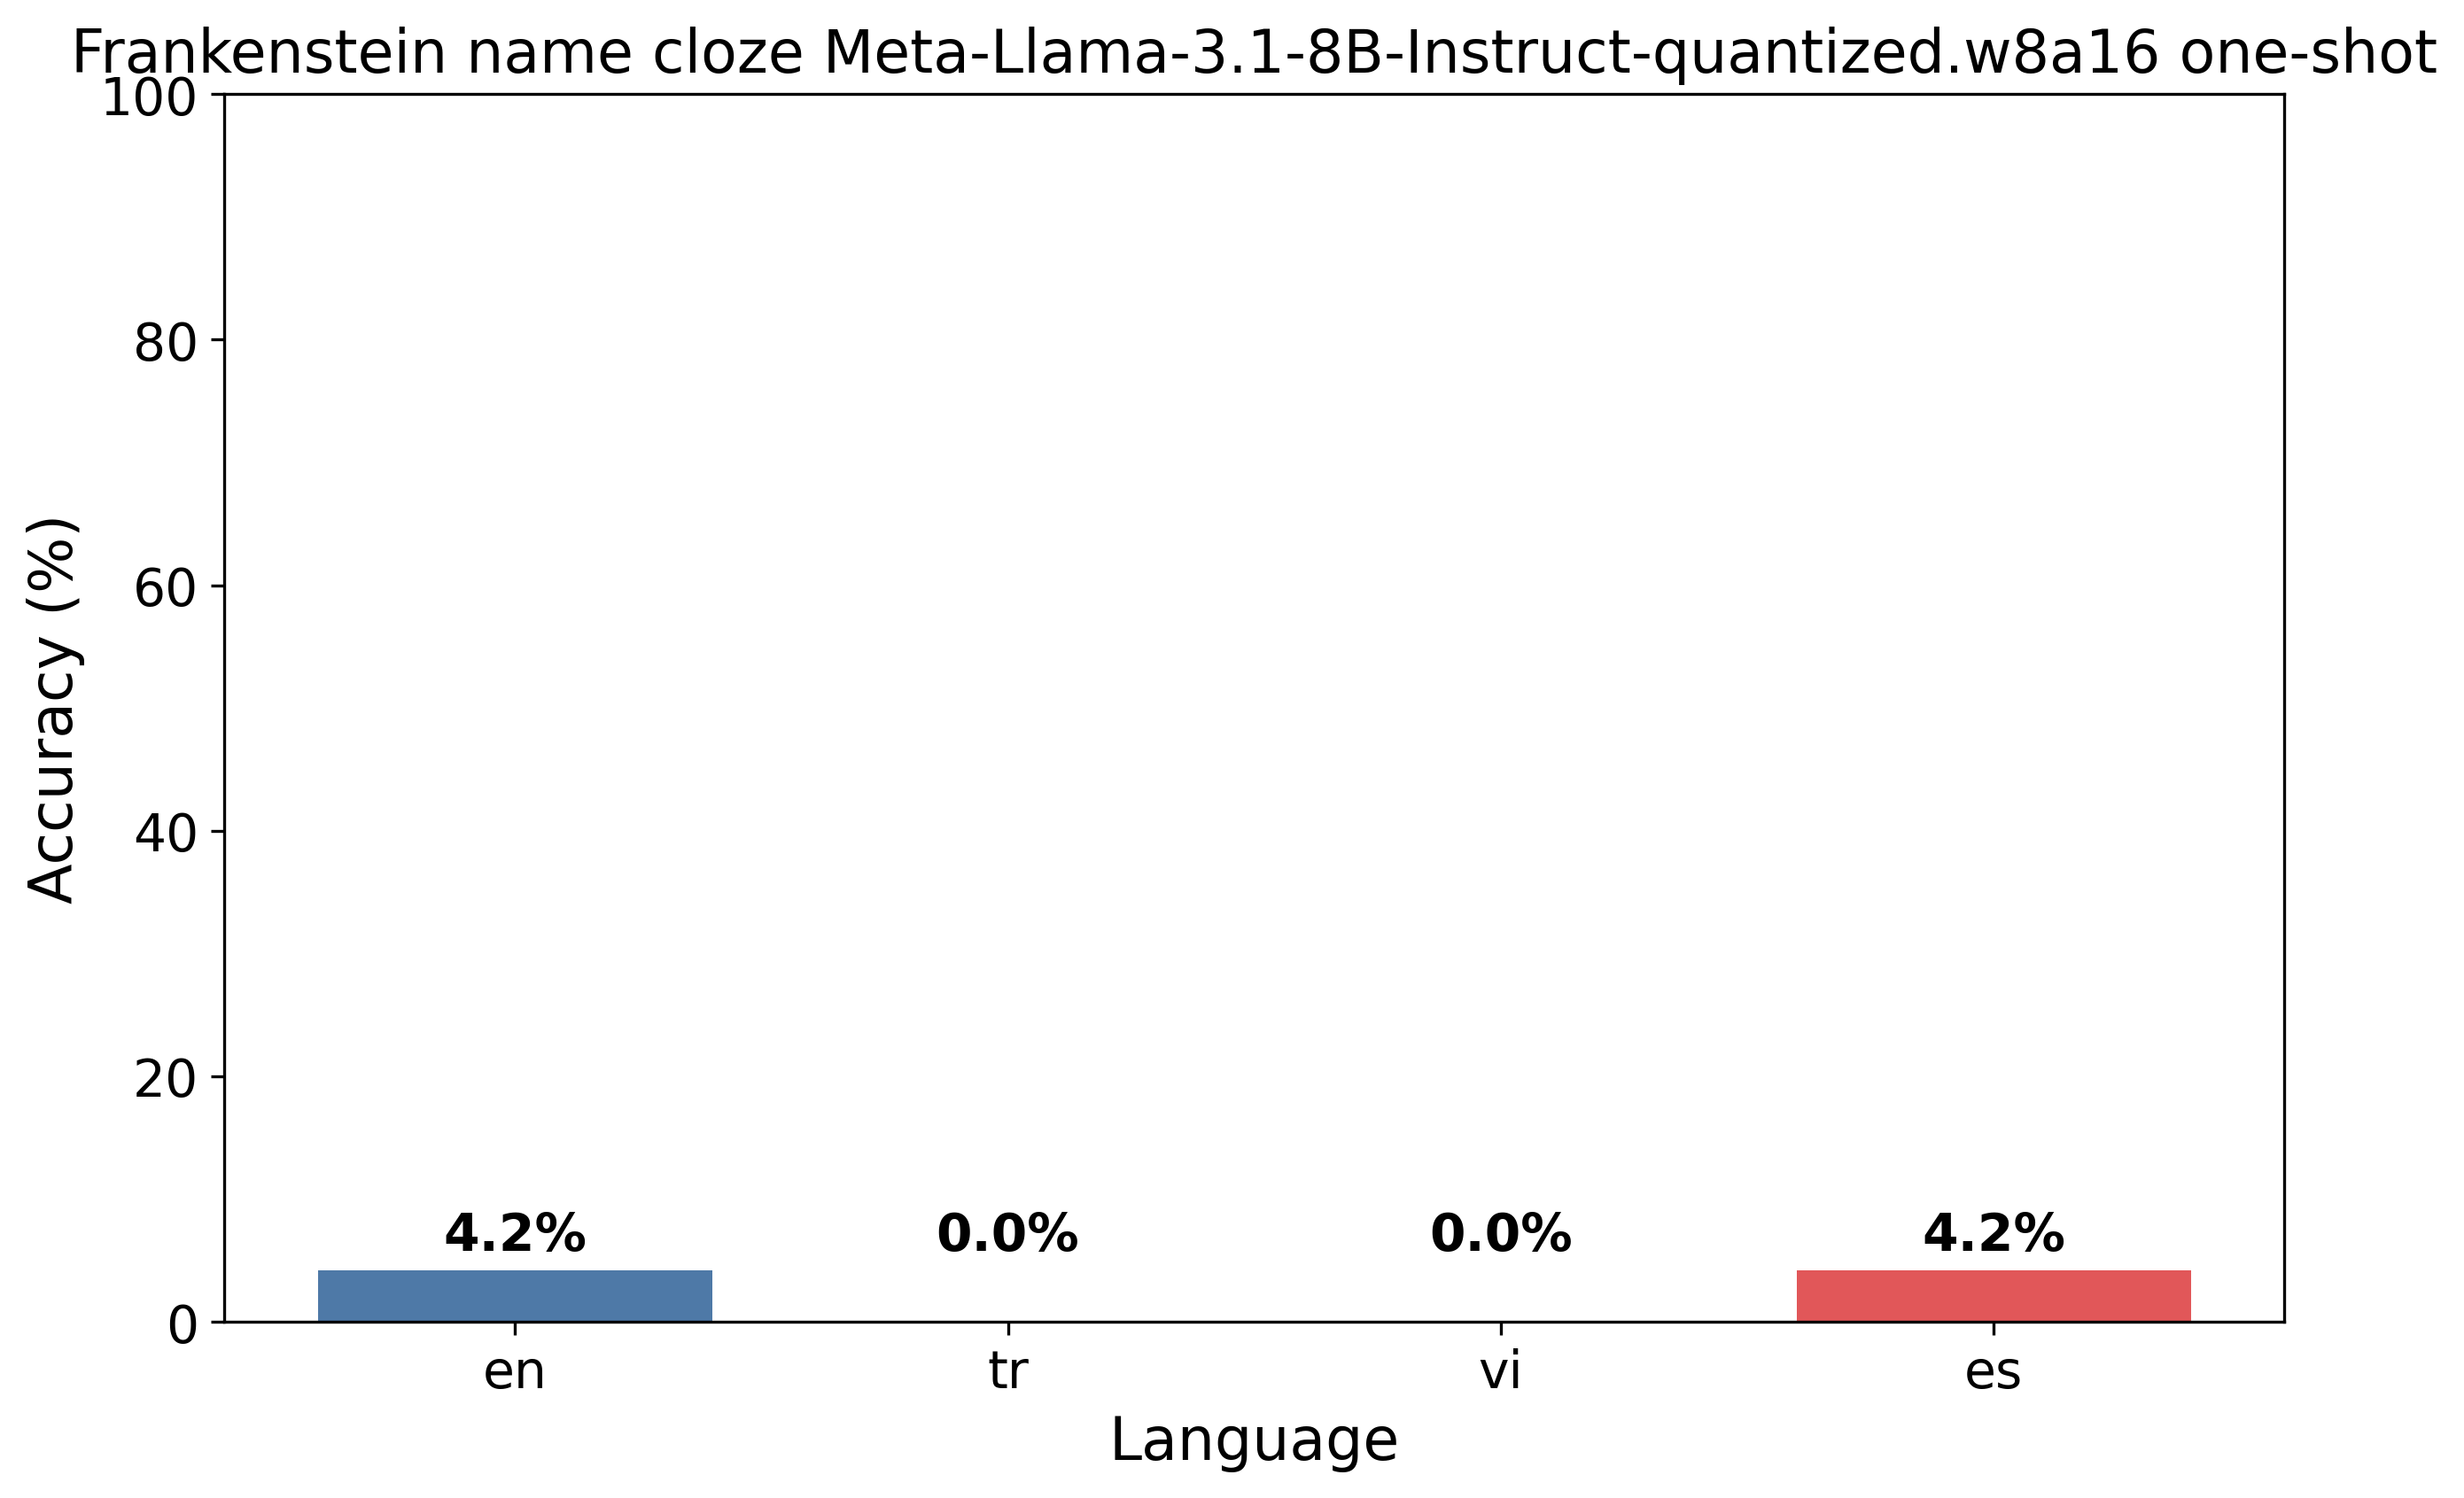 Frankenstein name cloze Meta-Llama-3.1-8B-Instruct-quantized.w8a16 one-shot
100
80
60
40
20
0
Accuracy (%)
4.2%
0.0%
0.0%
4.2%
en
tr
vi
es
Language